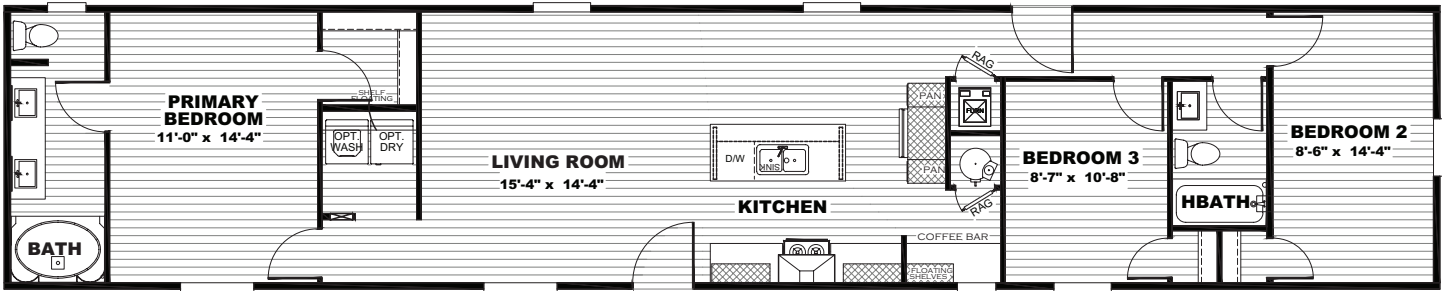 PRIMARY
BEDROOM
11'-0" x 14'-4"
SHELF
FLOATING
OPT.
WASH
OPT.
DRY
LIVING ROOM
15'-4" x 14'-4"
D/W
SINK
KITCHEN
PAN
PAN
RAG
FURN
RAG
COFFEE BAR
FLOATING
SHELVES
BEDROOM 3
8'-7" x 10'-8"
HBATH
BEDROOM 2
8'-6" x 14'-4"
BATH